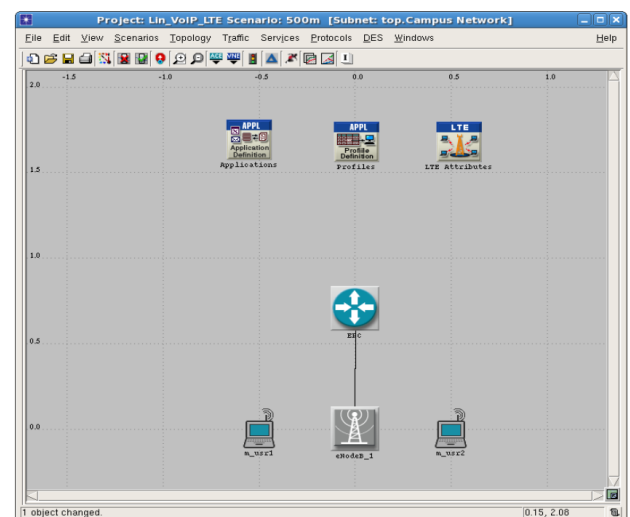 Project: Lin_VoIP_LTE Scenario: 500m [Subnet: top.Campus Network]
File Edit View Scenarios Topology Traffic Services Protocols DES Windows Help
-1.5 -1.0 -0.5 0.0 0.5 1.0
2.0
APPL APPL LTE
Application Definition Profile Definition
Applications Profiles LTE Attributes
1.5
1.0
EPC
0.5
0.0
m_usr1 eNodeB_1 m_usr2
1 object changed. 0.15, 2.08